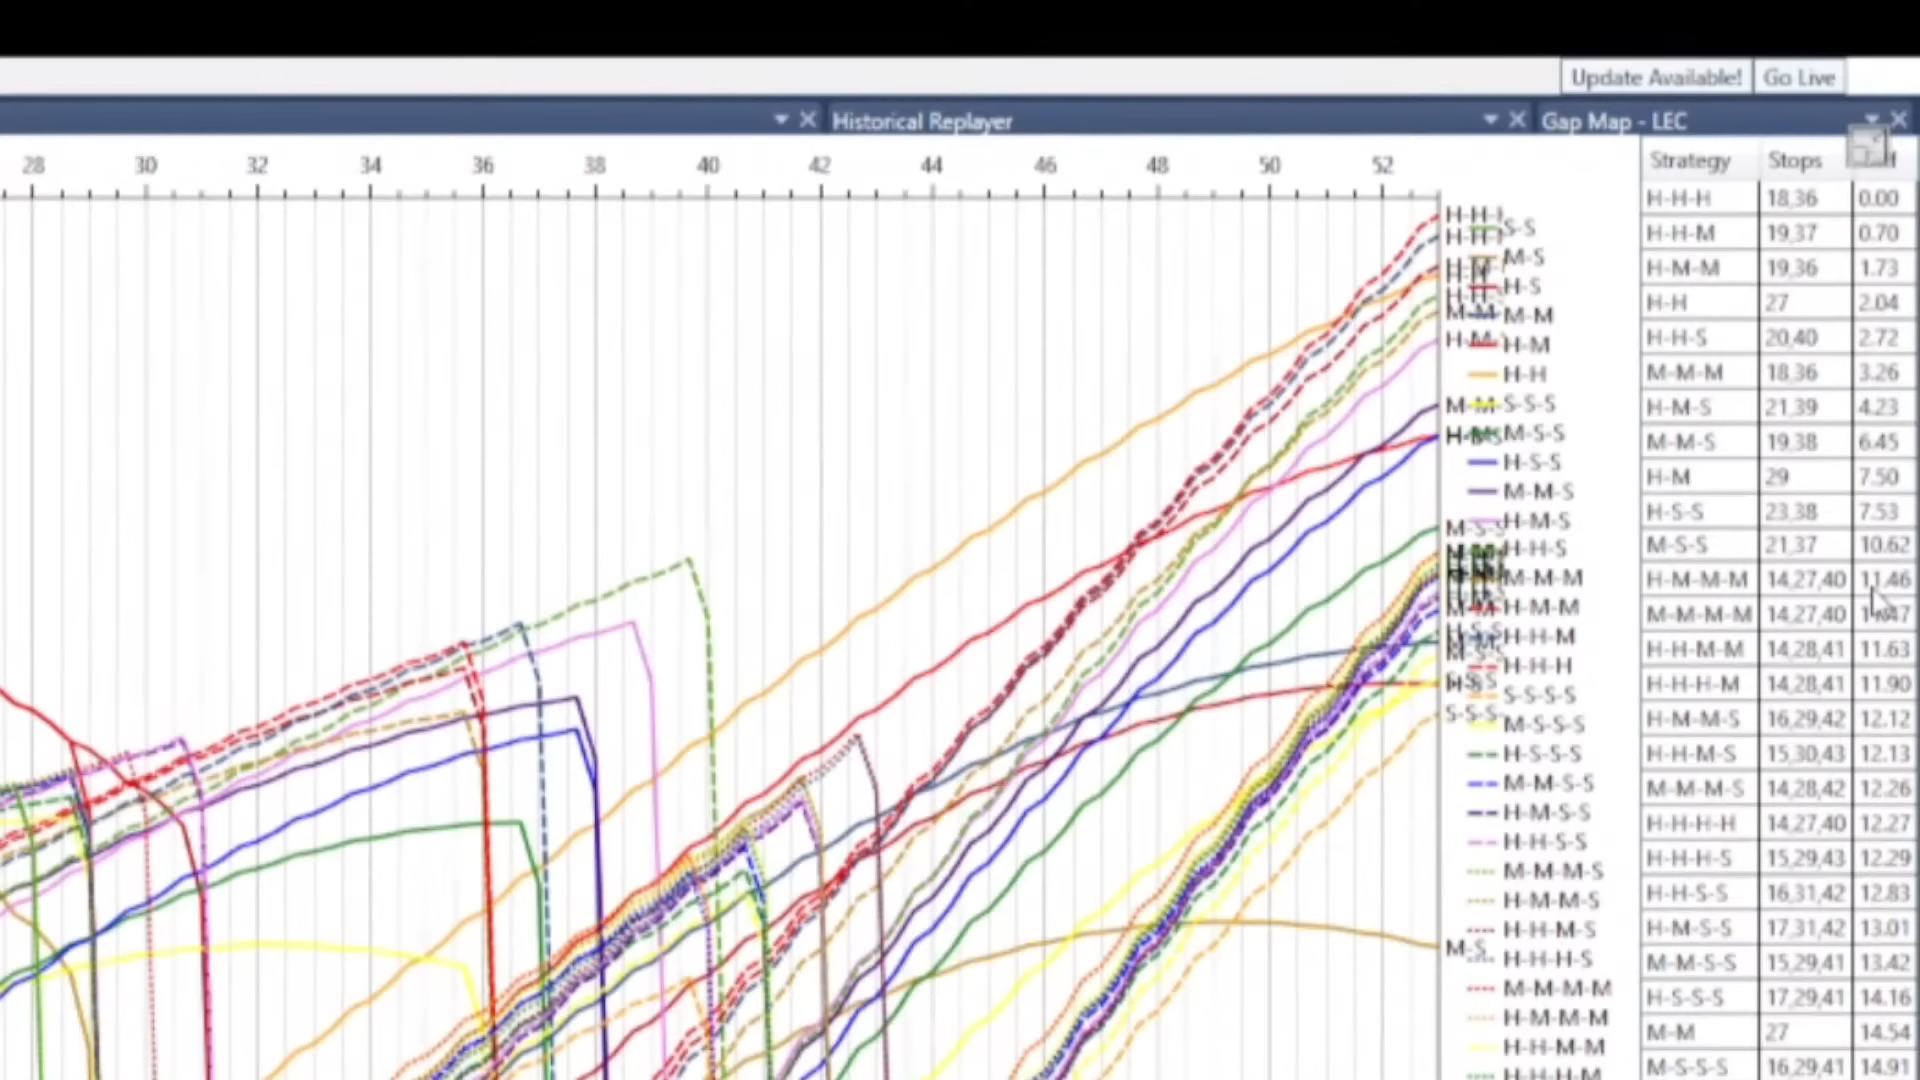 Update Available! Go Live
Historical Replayer
Gap Map - LEC
28 30 32 34 36 38 40 42 44 46 48 50 52
S-S
M-S
H-S
M-M
H-M
H-H
S-S-S
M-S-S
H-S-S
M-M-S
H-M-S
H-H-S
M-M-M
H-M-M
H-H-M
H-H-H
S-S-S-S
M-S-S-S
H-S-S-S
M-M-S-S
H-M-S-S
H-H-S-S
M-M-M-S
H-M-M-S
H-H-M-S
H-H-H-S
M-M-M-M
H-M-M-M
H-H-M-M
H-H-H-M
M-S
Strategy Stops
H-H-H 18,36 0.00
H-H-M 19,37 0.70
H-M-M 19,36 1.73
H-H 27 2.04
H-H-S 20,40 2.72
M-M-M 18,36 3.26
H-M-S 21,39 4.23
M-M-S 19,38 6.45
H-M 29 7.50
H-S-S 23,38 7.53
M-S-S 21,37 10.62
H-M-M-M 14,27,40 11.46
M-M-M-M 14,27,40
H-H-M-M 14,28,41 11.63
H-H-H-M 14,28,41 11.90
H-M-M-S 16,29,42 12.12
H-H-M-S 15,30,43 12.13
M-M-M-S 14,28,42 12.26
H-H-H-H 14,27,40 12.27
H-H-H-S 15,29,43 12.29
H-H-S-S 16,31,42 12.83
H-M-S-S 17,31,42 13.01
M-M-S-S 15,29,41 13.42
H-S-S-S 17,29,41 14.16
M-M 27 14.54
M-S-S-S 16,29,41 14.91